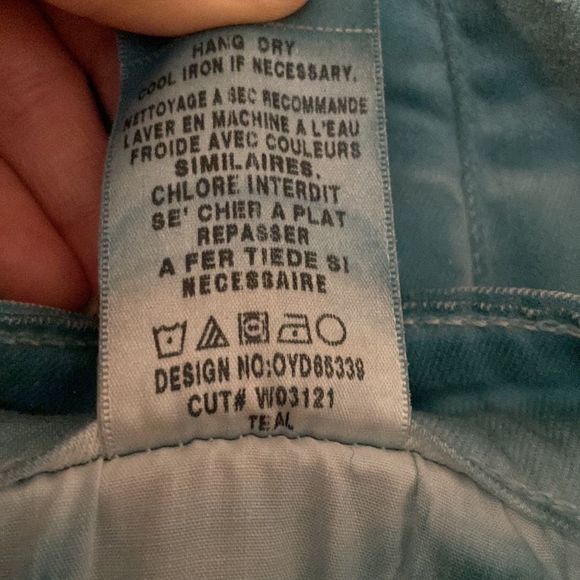 HANG DRY
COOL IRON IF NECESSARY.
NETTOYAGE A SEC RECOMMANDE
LAVER EN MACHINE A L'EAU
FROIDE AVEC COULEURS
SIMILAIRES.
CHLORE INTERDIT
SE' CHER A PLAT
REPASSER
A FER TIEDE SI
NECESSAIRE
DESIGN NO:OYD65339
CUT# W03121
TEAL